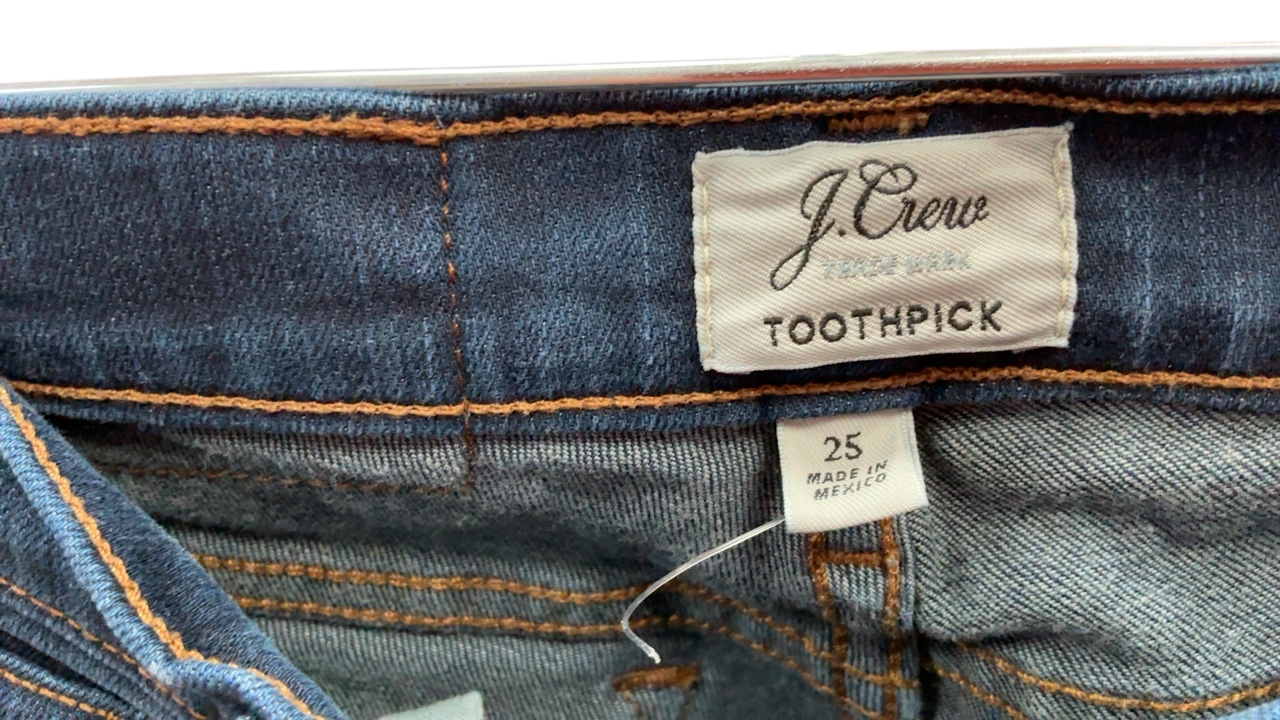 J.Crew
TRADE MARK
TOOTHPICK
25
MADE IN
MEXICO